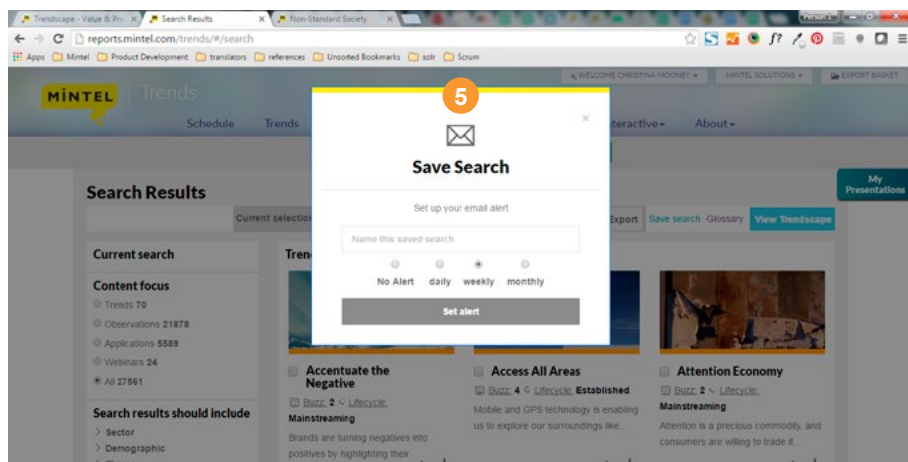 Trendscape - Value & Pri
Search Results
Non-Standard Society
Person 1
reports.mintel.com/trends/#/search
Apps
Mintel
Product Development
translators
references
Unsorted Bookmarks
solr
Scrum
WELCOME CHRISTINA MOONEY
MINTEL SOLUTIONS
EXPORT BASKET
MiNTEL
Trends
Schedule
Trends
teractive
About
5
My
Presentations
Save Search
Search Results
Current selection
Set up your email alert
Export
Save search
Glossary
View Trendscape
Name this saved search
No Alert
daily
weekly
monthly
Set alert
Current search
Tren
Content focus
Trends 70
Observations 21878
Applications 5589
Webinars 24
All 27561
Search results should include
> Sector
> Demographic
Accentuate the
Negative
Buzz: 2 Lifecycle:
Mainstreaming
Brands are turning negatives into
positives by highlighting their
Access All Areas
Buzz: 4 Lifecycle: Established
Mobile and GPS technology is enabling
us to explore our surroundings like ...
Attention Economy
Buzz: 2 Lifecycle:
Mainstreaming
Attention is a precious commodity, and
consumers are willing to trade it...